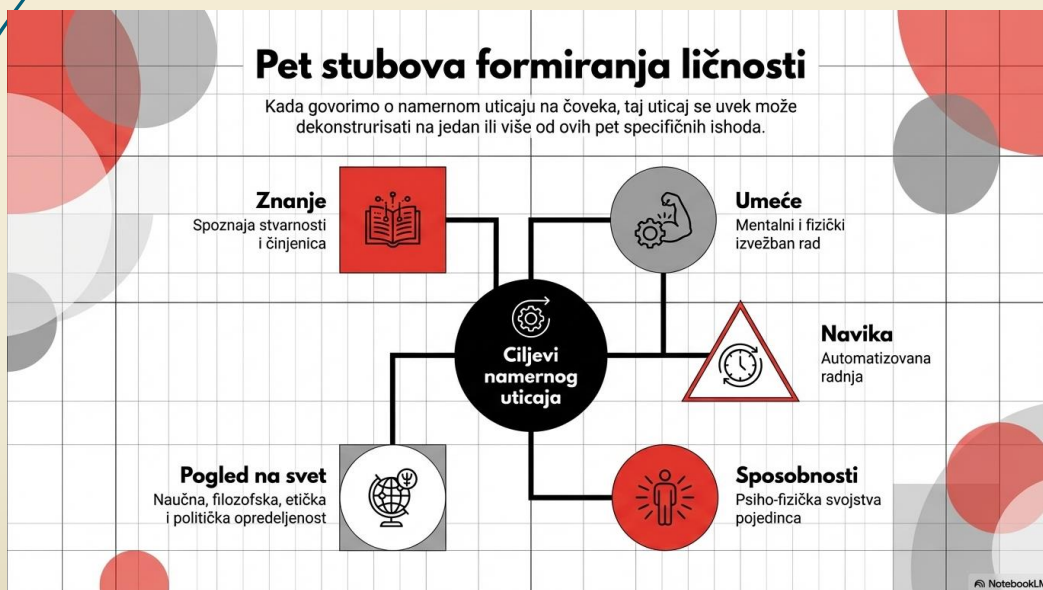 Pet stubova formiranja ličnosti
Kada govorimo o namernom uticaju na čoveka, taj uticaj se uvek može
dekonstrurisati na jedan ili više od ovih pet specifičnih ishoda.
Znanje
Spoznaja stvarnosti
i činjenica
Umeće
Mentalni i fizički
izvežban rad
Ciljevi
namernog
uticaja
Navika
Automatizovana
radnja
Pogled na svet
Naučna, filozofska, etička
i politička opredeljenost
Sposobnosti
Psiho-fizička svojstva
pojedinca
NotebookLM